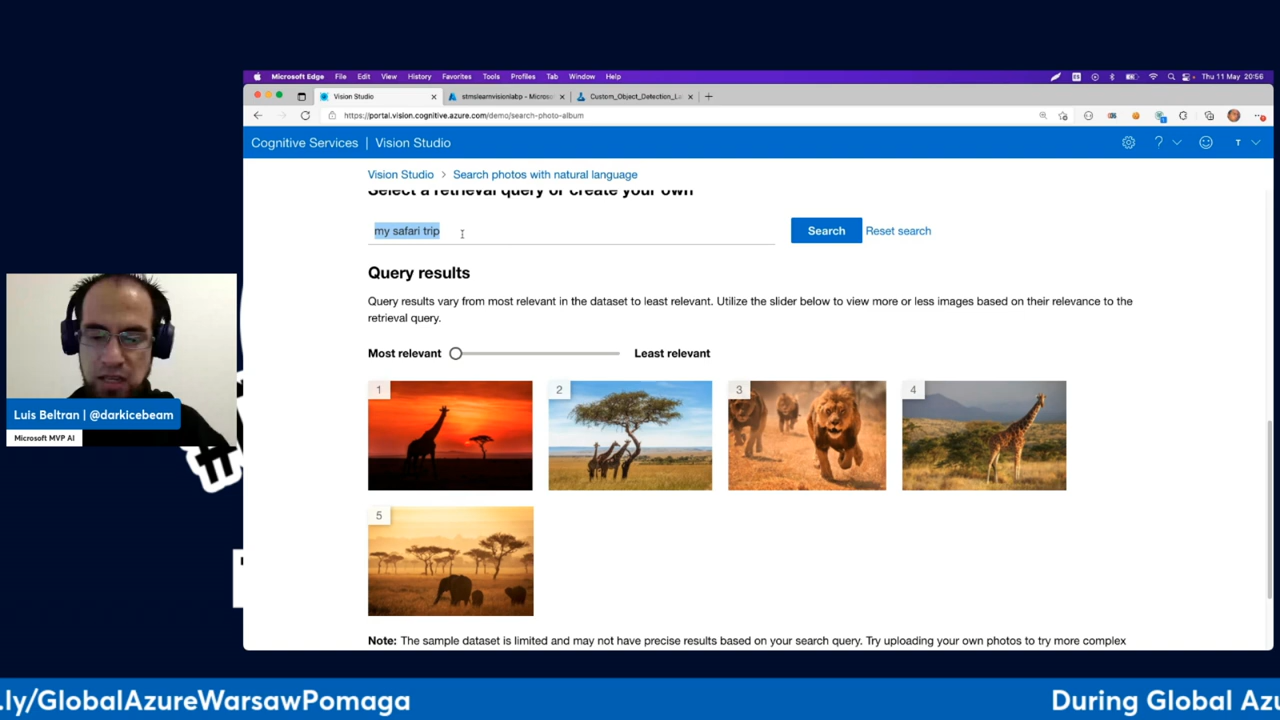 Microsoft Edge File Edit View History Favorites Tools Profiles Tab Window Help Thu 11 May 20:56
Vision Studio stmslearnvisionlabp - Microso Custom_Object_Detection_La
https://portal.vision.cognitive.azure.com/demo/search-photo-album
Cognitive Services | Vision Studio T
Vision Studio > Search photos with natural language
Select a retrieval query or create your own
my safari trip Search Reset search
Query results
Query results vary from most relevant in the dataset to least relevant. Utilize the slider below to view more or less images based on their relevance to the
retrieval query.
Most relevant Least relevant
1 2 3 4
5
Note: The sample dataset is limited and may not have precise results based on your search query. Try uploading your own photos to try more complex
Luis Beltran | @darkicebeam
Microsoft MVP AI
.ly/GlobalAzureWarsawPomaga During Global Azu